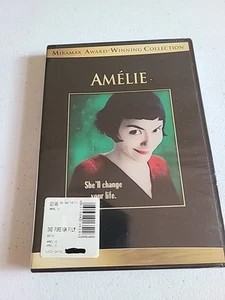 MIRAMAX AWARD-WINNING COLLECTION
AMÉLIE
She'll change
your life.
DVD FOREIGN FILM